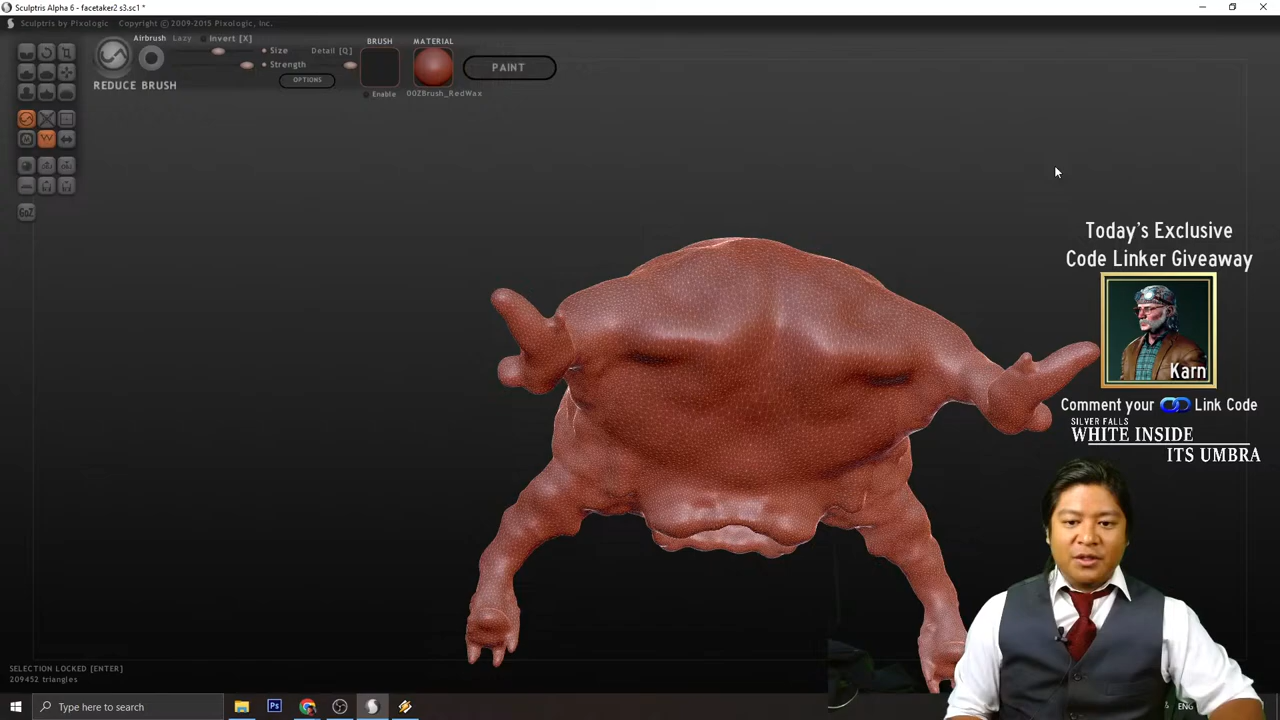 Sculptris Alpha 6 - facetaker2 s3.sc1 *
Sculptris by Pixologic Copyright © 2009-2015 Pixologic, Inc.
Airbrush Lazy Invert [X]
Size Detail [Q]
Strength
OPTIONS
REDUCE BRUSH
BRUSH
Enable
MATERIAL
00ZBrush_RedWax
PAINT
GoZ
Today's Exclusive
Code Linker Giveaway
Karn
Comment your Link Code
SILVER FALLS
WHITE INSIDE
ITS UMBRA
SELECTION LOCKED [ENTER]
209452 triangles
Type here to search
Ps
ENG